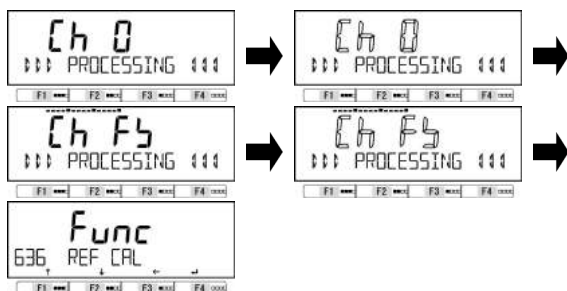 Ch 0
PROCESSING
F1 F2 F3 F4
Ch 0
PROCESSING
F1 F2 F3 F4
Ch FS
PROCESSING
F1 F2 F3 F4
Ch FS
PROCESSING
F1 F2 F3 F4
Func
636 REF CAL
F1 F2 F3 F4